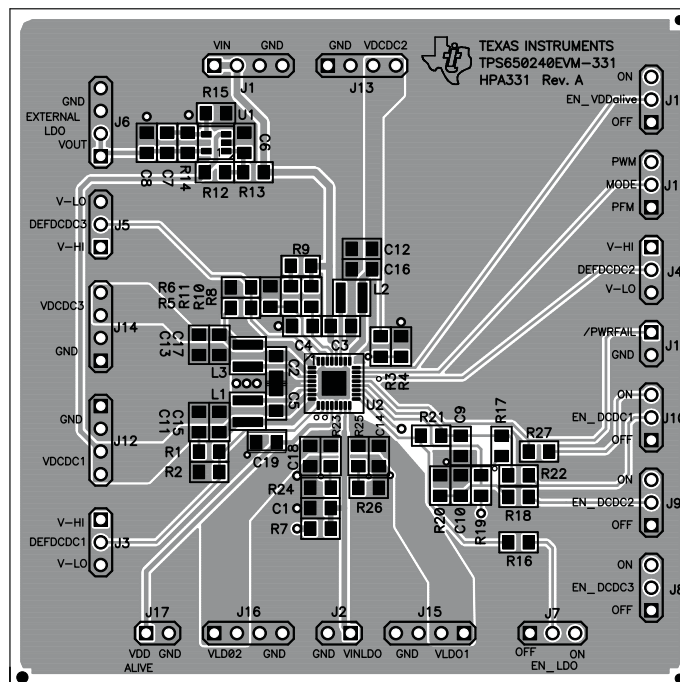 VIN GND
J1
GND VDCDC2
J13
TEXAS INSTRUMENTS
TPS650240EVM-331
HPA331 Rev. A
ON
EN_VDDalive
J1
OFF
GND
EXTERNAL
LDO
VOUT
J6
R15
U1
C6
C8
C7
R14
R12
R13
PWM
MODE
J1
PFM
V-LO
DEFDCDC3
J5
V-HI
V-HI
DEFDCDC2
J4
V-LO
R9
C12
C16
L2
R6
R5
R11
R10
R8
VDCDC3
J14
GND
C17
C13
L3
C2
C4
C3
R3
R4
/PWRFAIL
J1
GND
L1
C5
U2
GND
J12
VDCDC1
C15
C11
R1
R2
C19
C18
R23
R25
C14
R24
C1
R7
R26
R21
C9
R17
R27
R22
R18
R20
C10
R19
R16
ON
EN_DCDC1
J10
OFF
ON
EN_DCDC2
J9
OFF
V-HI
DEFDCDC1
J3
V-LO
ON
EN_DCDC3
J8
OFF
J17
VDD GND
ALIVE
J16
VLDO2 GND
J2
GND VINLDO
J15
GND VLDO1
J7
OFF ON
EN_LDO